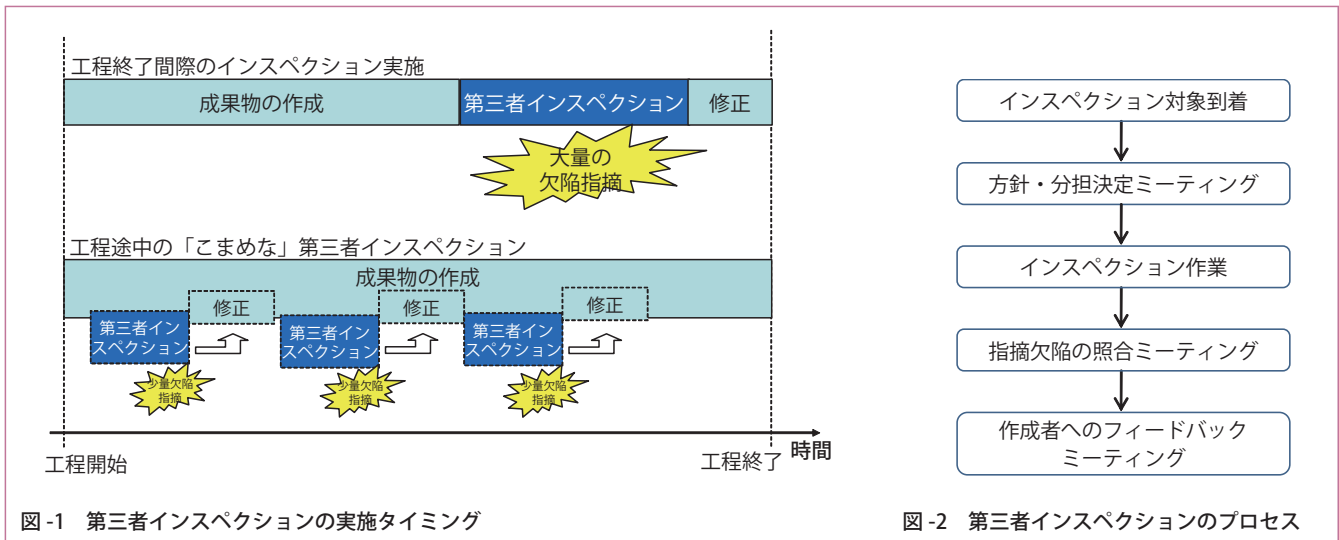 工程終了間際のインスペクション実施
成果物の作成
第三者インスペクション
修正
大量の
欠陥指摘
工程途中の「こまめな」第三者インスペクション
成果物の作成
修正
修正
修正
第三者イン
スペクション
第三者イン
スペクション
第三者イン
スペクション
少量欠陥
指摘
少量欠陥
指摘
少量欠陥
指摘
工程開始
工程終了
時間
図-1 第三者インスペクションの実施タイミング
インスペクション対象到着
方針・分担決定ミーティング
インスペクション作業
指摘欠陥の照合ミーティング
作成者へのフィードバック
ミーティング
図-2 第三者インスペクションのプロセス